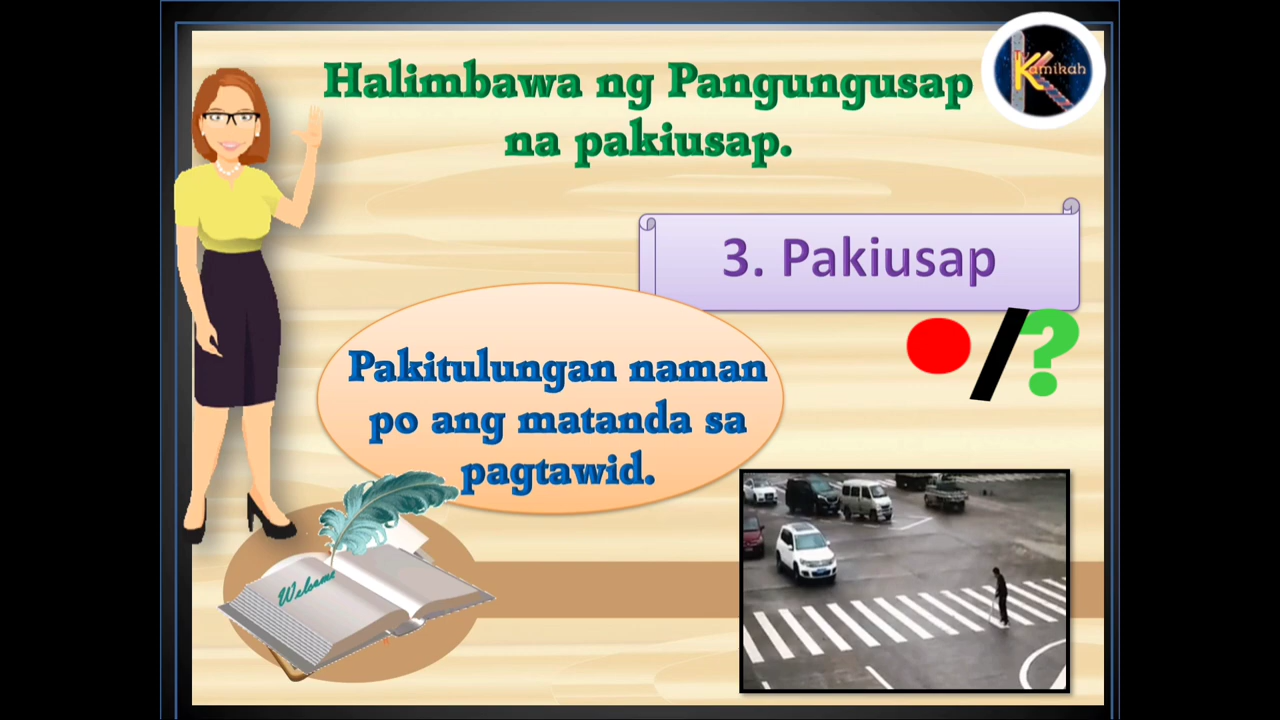 Halimbawa ng Pangungusap
na pakiusap.
Kamikah
3. Pakiusap
Pakitulungan naman
po ang matanda sa
pagtawid.
?
Welcome